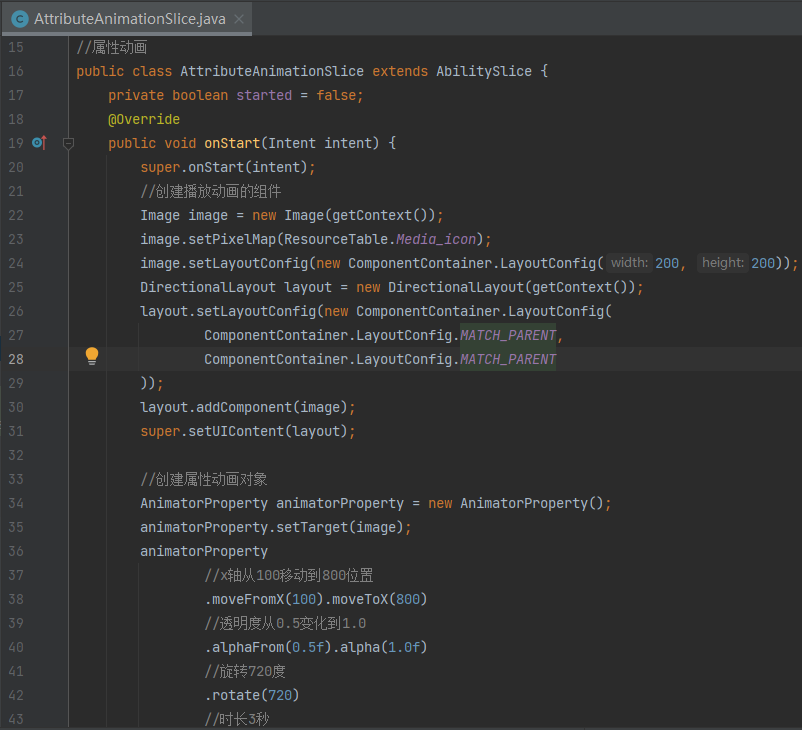 AttributeAnimationSlice.java
15 //属性动画
16 public class AttributeAnimationSlice extends AbilitySlice {
17 private boolean started = false;
18 @Override
19 public void onStart(Intent intent) {
20 super.onStart(intent);
21 //创建播放动画的组件
22 Image image = new Image(getContext());
23 image.setPixelMap(ResourceTable.Media_icon);
24 image.setLayoutConfig(new ComponentContainer.LayoutConfig( width: 200, height: 200));
25 DirectionalLayout layout = new DirectionalLayout(getContext());
26 layout.setLayoutConfig(new ComponentContainer.LayoutConfig(
27 ComponentContainer.LayoutConfig.MATCH_PARENT,
28 ComponentContainer.LayoutConfig.MATCH_PARENT
29 ));
30 layout.addComponent(image);
31 super.setUIContent(layout);
32
33 //创建属性动画对象
34 AnimatorProperty animatorProperty = new AnimatorProperty();
35 animatorProperty.setTarget(image);
36 animatorProperty
37 //x轴从100移动到800位置
38 .moveFromX(100).moveToX(800)
39 //透明度从0.5变化到1.0
40 .alphaFrom(0.5f).alpha(1.0f)
41 //旋转720度
42 .rotate(720)
43 //时长3秒